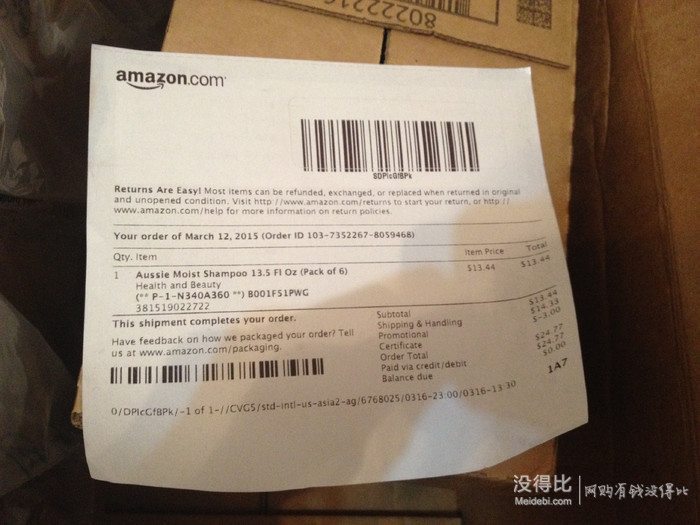 8022221
amazon.com
SDPIcGfBPk
Returns Are Easy! Most items can be refunded, exchanged, or replaced when returned in original
and unopened condition. Visit http://www.amazon.com/returns to start your return, or http://
www.amazon.com/help for more information on return policies.
Your order of March 12, 2015 (Order ID 103-7352267-8059468)
Qty. Item Item Price Total
1 Aussie Moist Shampoo 13.5 Fl Oz (Pack of 6) $13.44 $13.44
Health and Beauty
(** P-1-N340A360 **) B001F51PWG
381519022722
This shipment completes your order.
Have feedback on how we packaged your order? Tell
us at www.amazon.com/packaging.
Subtotal $13.44
Shipping & Handling $14.33
Promotional $-3.00
Certificate
Order Total $24.77
Paid via credit/debit $24.77
Balance due $0.00
1A7
0/DPIcGfBPk/-1 of 1-//CVG5/std-intl-us-asia2-ag/6768025/0316-23:00/0316-13:30
没得比 Meidebi.com 网购有钱没得比